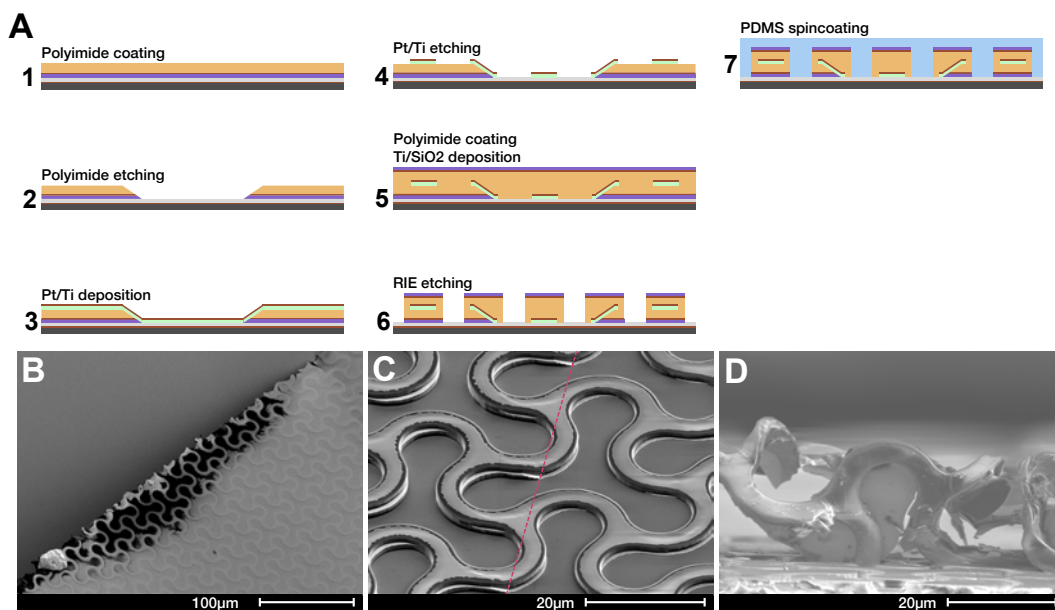 A
Polyimide coating
1
Polyimide etching
2
Pt/Ti deposition
3
Pt/Ti etching
4
Polyimide coating
Ti/SiO2 deposition
5
RIE etching
6
PDMS spincoating
7
B
100µm
C
20µm
D
20µm